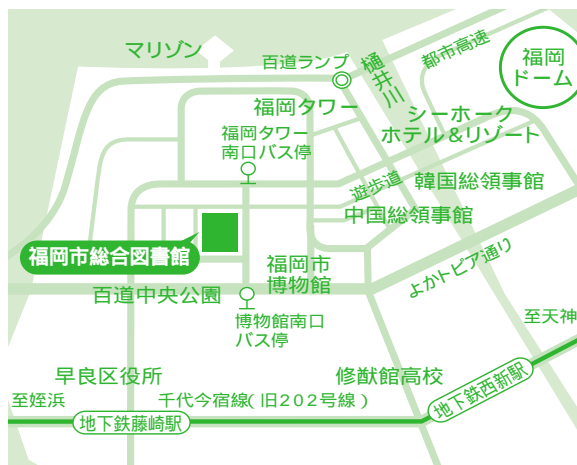 マリゾン
百道ランプ
樋井川
都市高速
福岡
ドーム
福岡タワー
シーホーク
ホテル&リゾート
福岡タワー
南口バス停
遊歩道
韓国総領事館
中国総領事館
福岡市総合図書館
福岡市
博物館
よかトピア通り
百道中央公園
博物館南口
バス停
至天神
早良区役所
修猷館高校
地下鉄西新駅
至姪浜
千代今宿線(旧202号線)
地下鉄藤崎駅